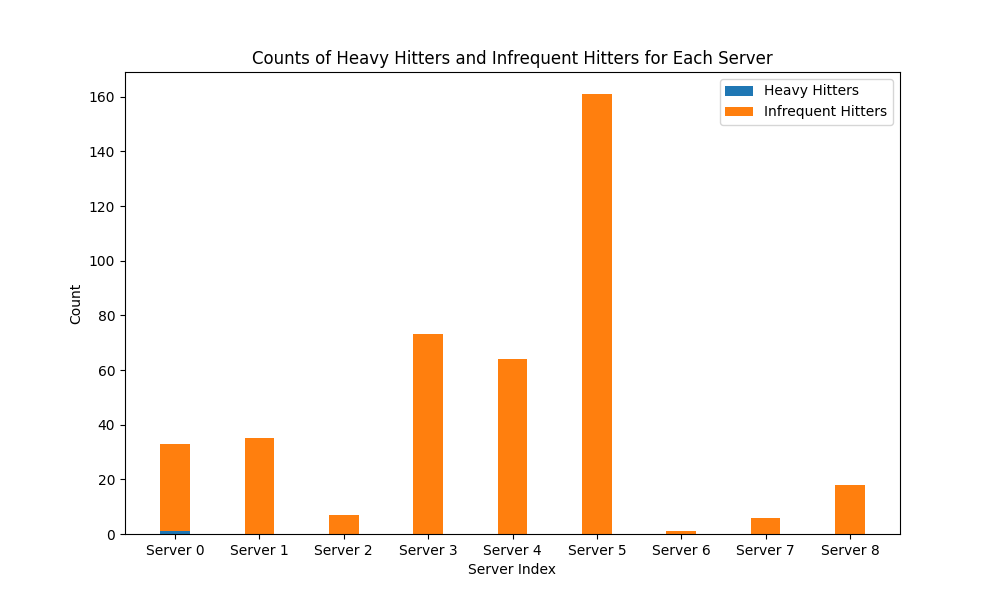 Counts of Heavy Hitters and Infrequent Hitters for Each Server
Heavy Hitters
Infrequent Hitters
160
140
120
100
80
60
40
20
0
Count
Server 0 Server 1 Server 2 Server 3 Server 4 Server 5 Server 6 Server 7 Server 8
Server Index